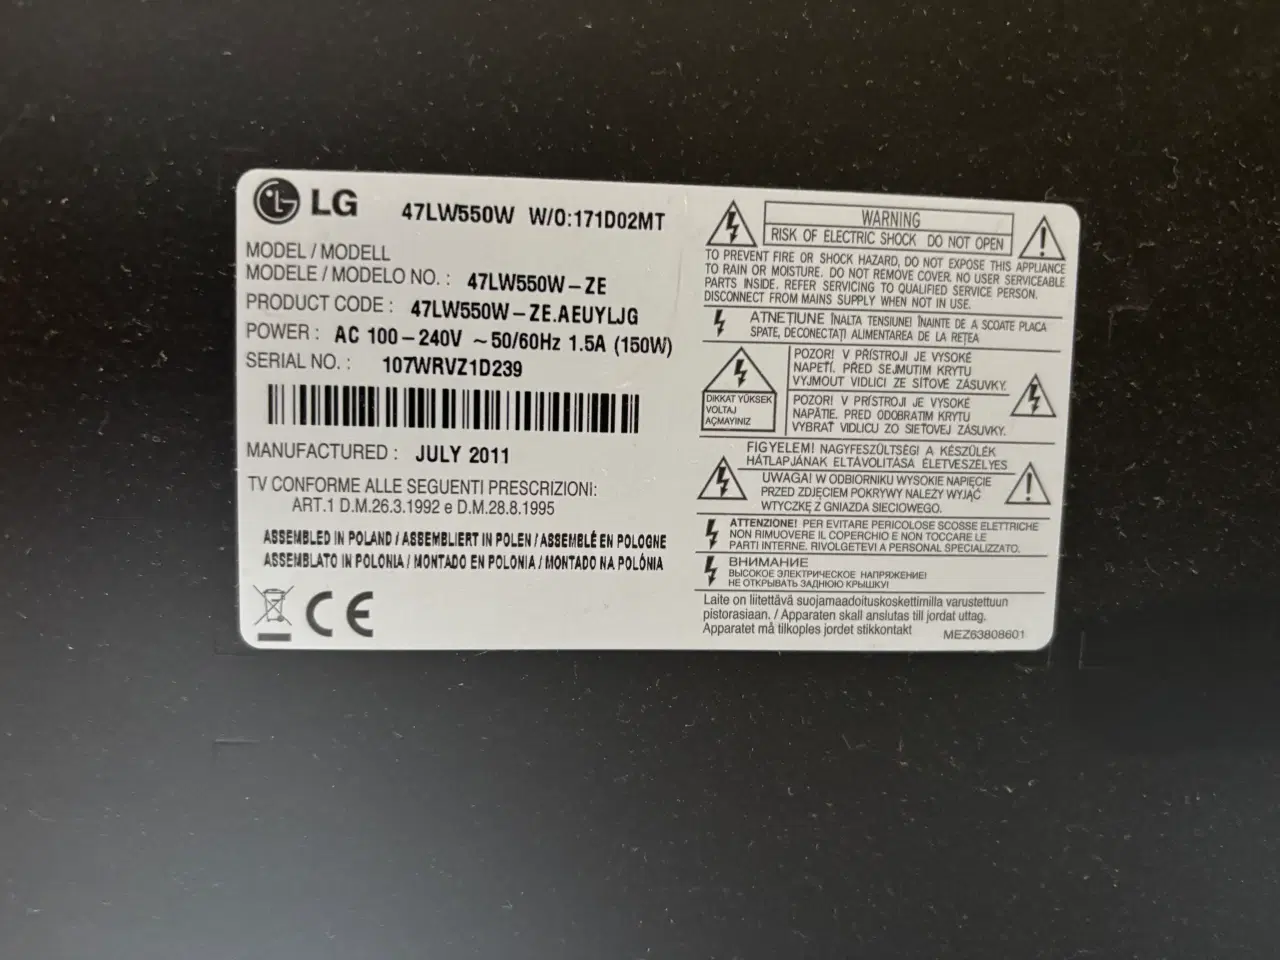 LG 47LW550W W/O:171D02MT
MODEL / MODELL
MODELE / MODELO NO. : 47LW550W-ZE
PRODUCT CODE : 47LW550W-ZE.AEUYLJG
POWER : AC 100-240V ~50/60Hz 1.5A (150W)
SERIAL NO. : 107WRVZ1D239
MANUFACTURED : JULY 2011
TV CONFORME ALLE SEGUENTI PRESCRIZIONI:
ART.1 D.M.26.3.1992 e D.M.28.8.1995
ASSEMBLED IN POLAND / ASSEMBLIERT IN POLEN / ASSEMBLÉ EN POLOGNE
ASSEMBLATO IN POLONIA / MONTADO EN POLONIA / MONTADO NA POLÓNIA
CE
WARNING
RISK OF ELECTRIC SHOCK DO NOT OPEN
TO PREVENT FIRE OR SHOCK HAZARD, DO NOT EXPOSE THIS APPLIANCE
TO RAIN OR MOISTURE. DO NOT REMOVE COVER. NO USER SERVICEABLE
PARTS INSIDE. REFER SERVICING TO QUALIFIED SERVICE PERSON.
DISCONNECT FROM MAINS SUPPLY WHEN NOT IN USE.
ATNEŢIUNE ÎNALTA TENSIUNE! ÎNAINTE DE A SCOATE PLACA
SPATE, DECONECTAŢI ALIMENTAREA DE LA REŢEA
DIKKAT YÜKSEK
VOLTAJ
AÇMAYINIZ
POZOR! V PŘÍSTROJI JE VYSOKÉ
NAPETÍ. PŘED SEJMUTIM KRYTU
VYJMOUT VIDLICI ZE SÍŤOVÉ ZÁSUVKY.
POZOR! V PRÍSTROJI JE VYSOKÉ
NAPÄTIE. PRED ODOBRATIM KRYTU
VYBRAŤ VIDLICU ZO SIEŤOVEJ ZÁSUVKY.
FIGYELEM! NAGYFESZÜLTSÉG! A KÉSZÜLÉK
HÁTLAPJÁNAK ELTÁVOLITÁSA ÉLETVESZÉLYES
UWAGA! W ODBIORNIKU WYSOKIE NAPIĘCIE
PRZED ZDJĘCIEM POKRYWY NALEŻY WYJĄĆ
WTYCZKĘ Z GNIAZDA SIECIOWEGO.
ATTENZIONE! PER EVITARE PERICOLOSE SCOSSE ELETTRICHE
NON RIMUOVERE IL COPERCHIO E NON TOCCARE LE
PARTI INTERNE. RIVOLGETEVI A PERSONAL SPECIALIZZATO.
ВНИМАНИЕ
ВЫСОКОЕ ЭЛЕКТРИЧЕСКОЕ НАПРЯЖЕНИЕ!
НЕ ОТКРЫВАТЬ ЗАДНЮЮ КРЫШКУ!
Laite on liitettävä suojamaadoituskoskettimilla varustettuun
pistorasiaan. / Apparaten skall anslutas till jordat uttag.
Apparatet må tilkoples jordet stikkontakt
MEZ63808601